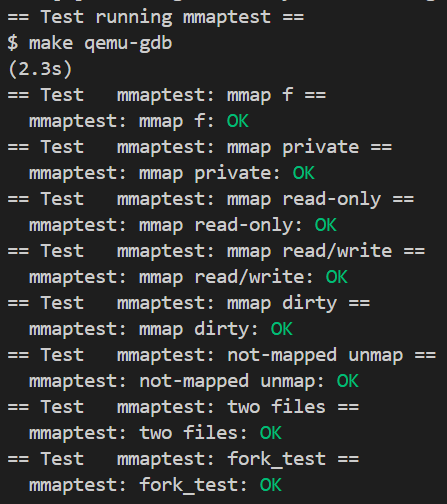 == Test running mmaptest ==
$ make qemu-gdb
(2.3s)
== Test   mmaptest: mmap f ==
  mmaptest: mmap f: OK
== Test   mmaptest: mmap private ==
  mmaptest: mmap private: OK
== Test   mmaptest: mmap read-only ==
  mmaptest: mmap read-only: OK
== Test   mmaptest: mmap read/write ==
  mmaptest: mmap read/write: OK
== Test   mmaptest: mmap dirty ==
  mmaptest: mmap dirty: OK
== Test   mmaptest: not-mapped unmap ==
  mmaptest: not-mapped unmap: OK
== Test   mmaptest: two files ==
  mmaptest: two files: OK
== Test   mmaptest: fork_test ==
  mmaptest: fork_test: OK